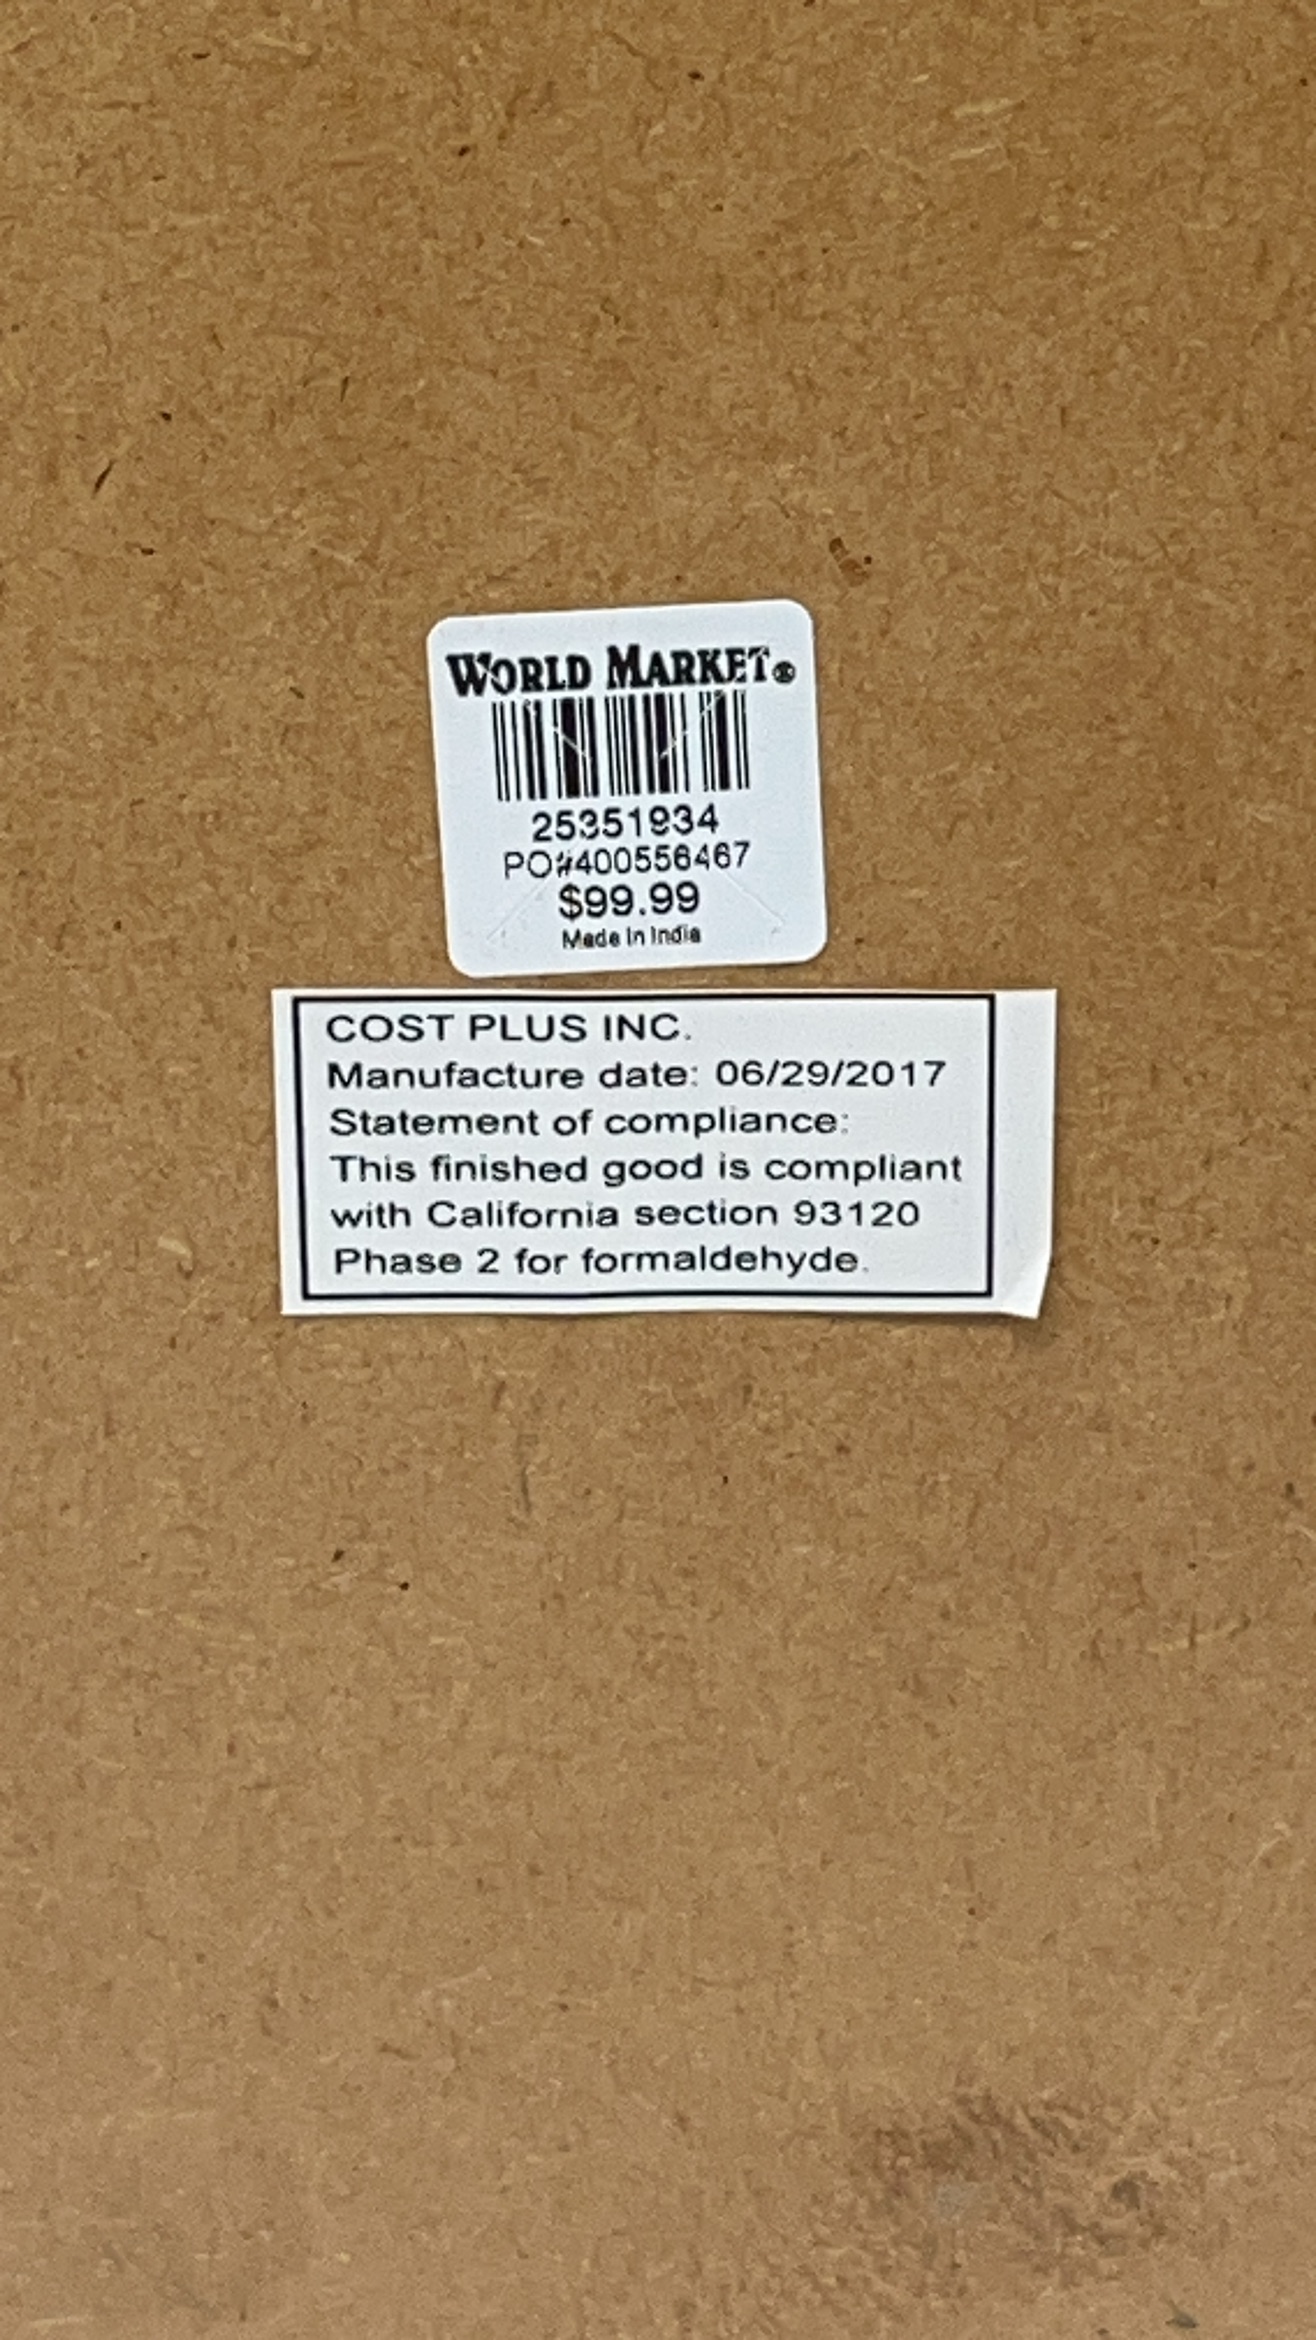 WORLD MARKET®
25351934
PO#400556467
$99.99
Made In India
COST PLUS INC.
Manufacture date: 06/29/2017
Statement of compliance:
This finished good is compliant
with California section 93120
Phase 2 for formaldehyde.